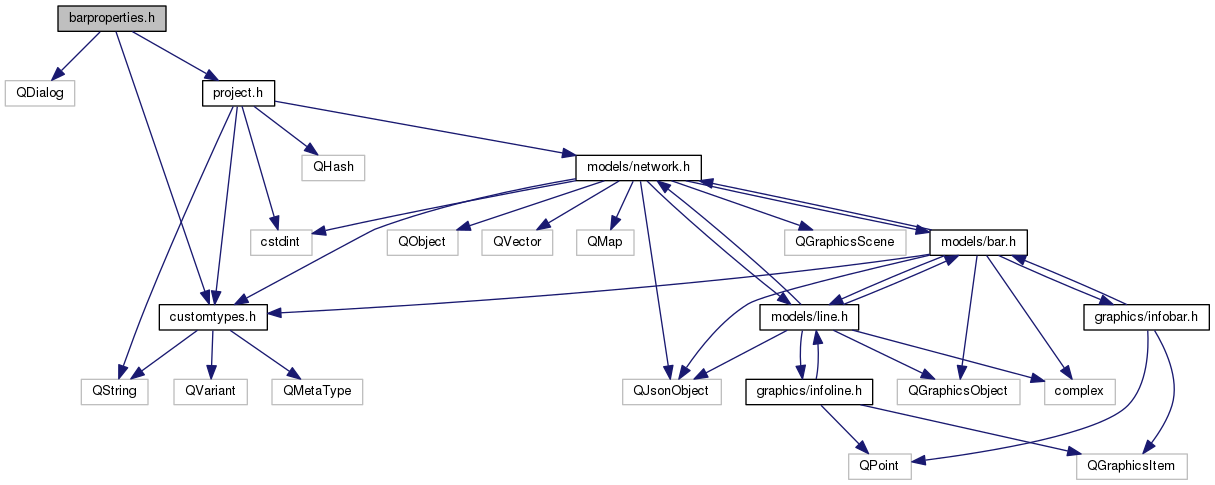 barproperties.h
QDialog
project.h
QHash
models/network.h
cstdint
QObject
QVector
QMap
QGraphicsScene
models/bar.h
customtypes.h
models/line.h
graphics/infobar.h
QString
QVariant
QMetaType
QJsonObject
graphics/infoline.h
QGraphicsObject
complex
QPoint
QGraphicsItem